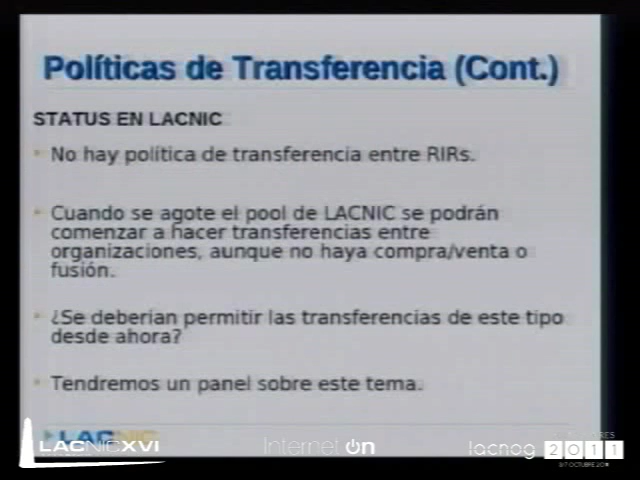 Políticas de Transferencia (Cont.)
STATUS EN LACNIC
No hay política de transferencia entre RIRs.
Cuando se agote el pool de LACNIC se podrán
comenzar a hacer transferencias entre
organizaciones, aunque no haya compra/venta o
fusión.
¿Se deberían permitir las transferencias de este tipo
desde ahora?
Tendremos un panel sobre este tema.
LACNIC
LACNICXVI
Internet ON
lacnog 2011